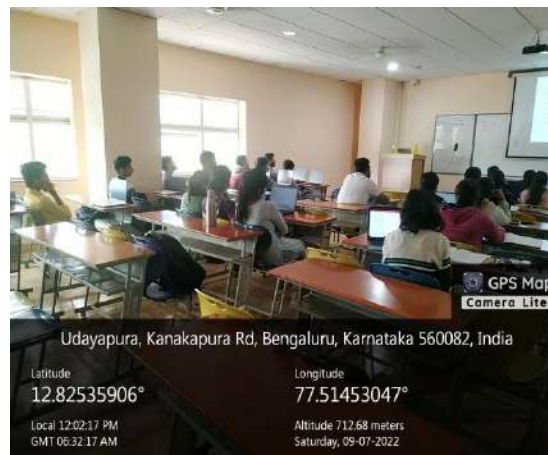 GPS Map
Camera Lite
Udayapura, Kanakapura Rd, Bengaluru, Karnataka 560082, India
Latitude
Longitude
12.82535906°
77.51453047°
Local 12:02:17 PM
Altitude 712.68 meters
GMT 06:32:17 AM
Saturday, 09-07-2022